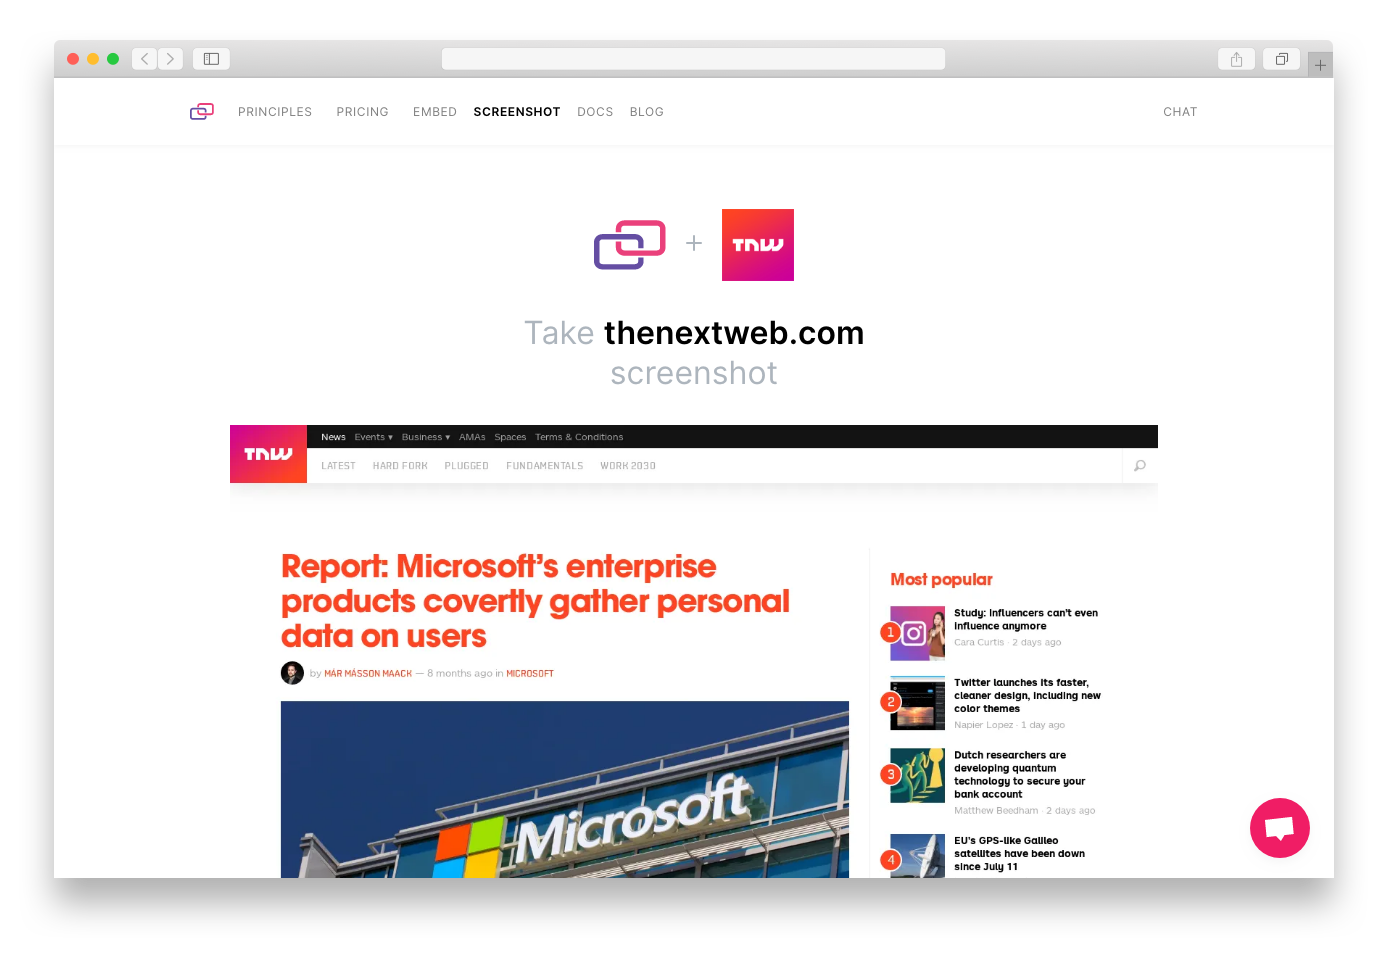 PRINCIPLES PRICING EMBED SCREENSHOT DOCS BLOG CHAT
TNW
Take thenextweb.com
screenshot
TNW
News Events ▾ Business ▾ AMAs Spaces Terms & Conditions
LATEST HARD FORK PLUGGED FUNDAMENTALS WORK 2030
Report: Microsoft's enterprise
products covertly gather personal
data on users
by MÁR MÁSSON MAACK — 8 months ago in MICROSOFT
Microsoft
Most popular
1
Study: Influencers can't even
influence anymore
Cara Curtis · 2 days ago
2
Twitter launches its faster,
cleaner design, including new
color themes
Napier Lopez · 1 day ago
3
Dutch researchers are
developing quantum
technology to secure your
bank account
Matthew Beedham · 2 days ago
4
EU's GPS-like Galileo
satellites have been down
since July 11